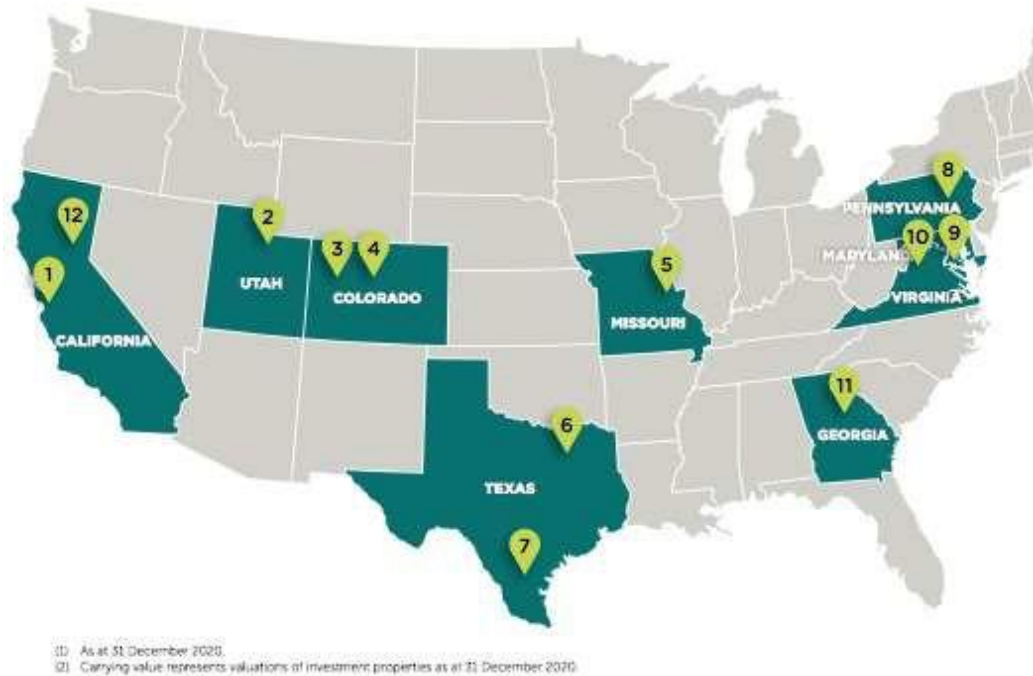 8
PENNSYLVANIA
12
2
10
9
3
4
MARYLAND
1
5
UTAH
COLORADO
VIRGINIA
MISSOURI
CALIFORNIA
11
6
GEORGIA
TEXAS
7
(1) As at 31 December 2020.
(2) Carrying value represents valuations of investment properties as at 31 December 2020.